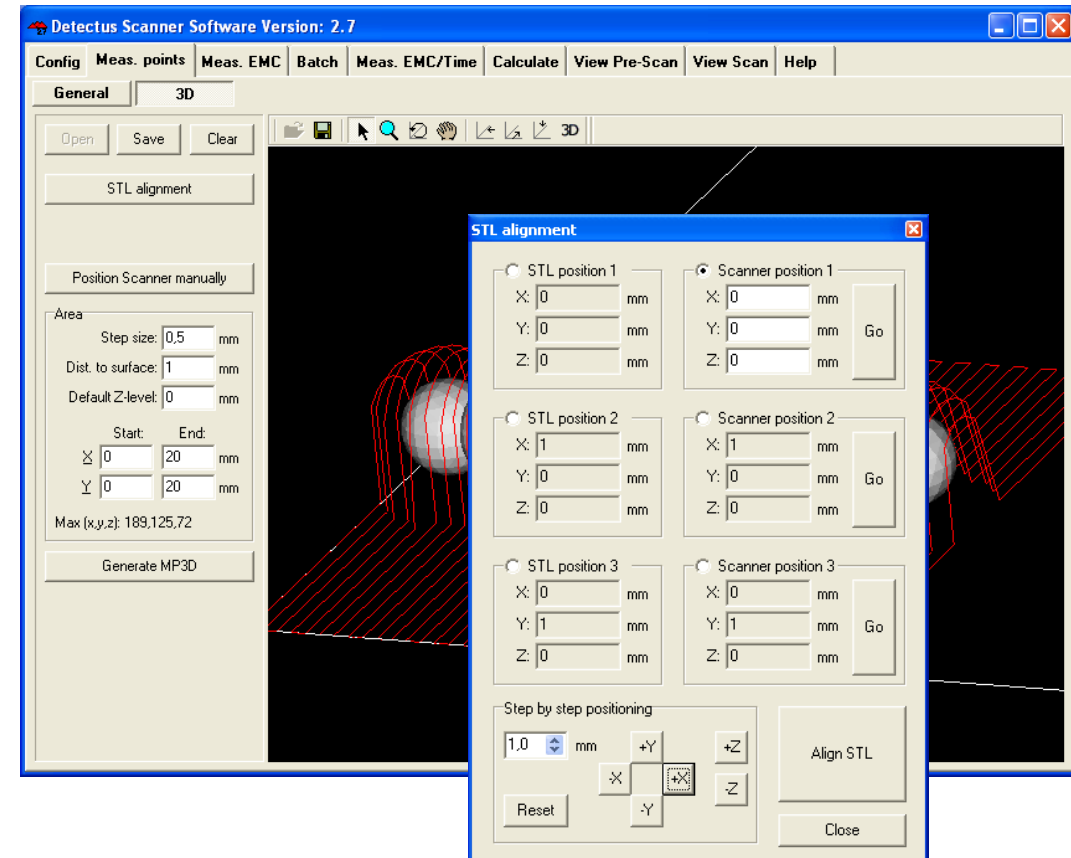 Detectus Scanner Software Version: 2.7
Config Meas. points Meas. EMC Batch Meas. EMC/Time Calculate View Pre-Scan View Scan Help
General 3D
Open Save Clear
3D
STL alignment
Position Scanner manually
Area
Step size: 0,5 mm
Dist. to surface: 1 mm
Default Z-level: 0 mm
Start: End:
X 0 20 mm
Y 0 20 mm
Max (x,y,z): 189,125,72
Generate MP3D
STL alignment
STL position 1
X: 0 mm
Y: 0 mm
Z: 0 mm
Scanner position 1
X: 0 mm
Y: 0 mm
Z: 0 mm
Go
STL position 2
X: 1 mm
Y: 0 mm
Z: 0 mm
Scanner position 2
X: 1 mm
Y: 0 mm
Z: 0 mm
Go
STL position 3
X: 0 mm
Y: 1 mm
Z: 0 mm
Scanner position 3
X: 0 mm
Y: 1 mm
Z: 0 mm
Go
Step by step positioning
1,0 mm
+Y
-X +X
-Y
+Z
-Z
Reset
Align STL
Close